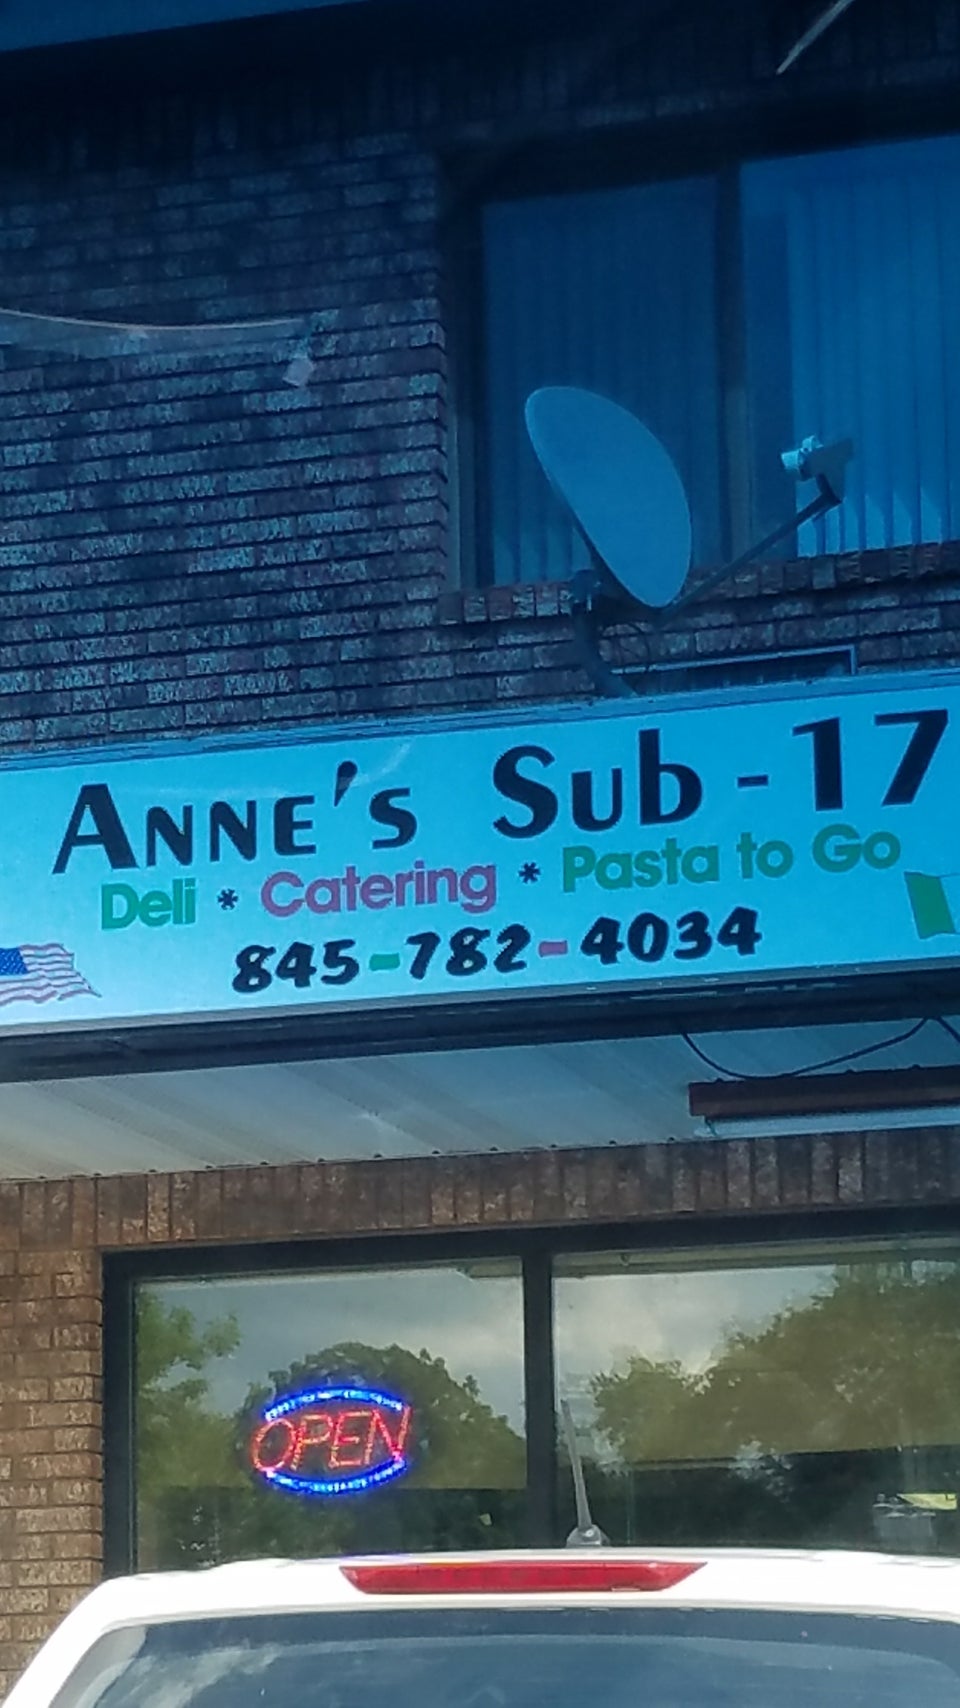 Anne's Sub - 17
Deli * Catering * Pasta to Go
845-782-4034
OPEN